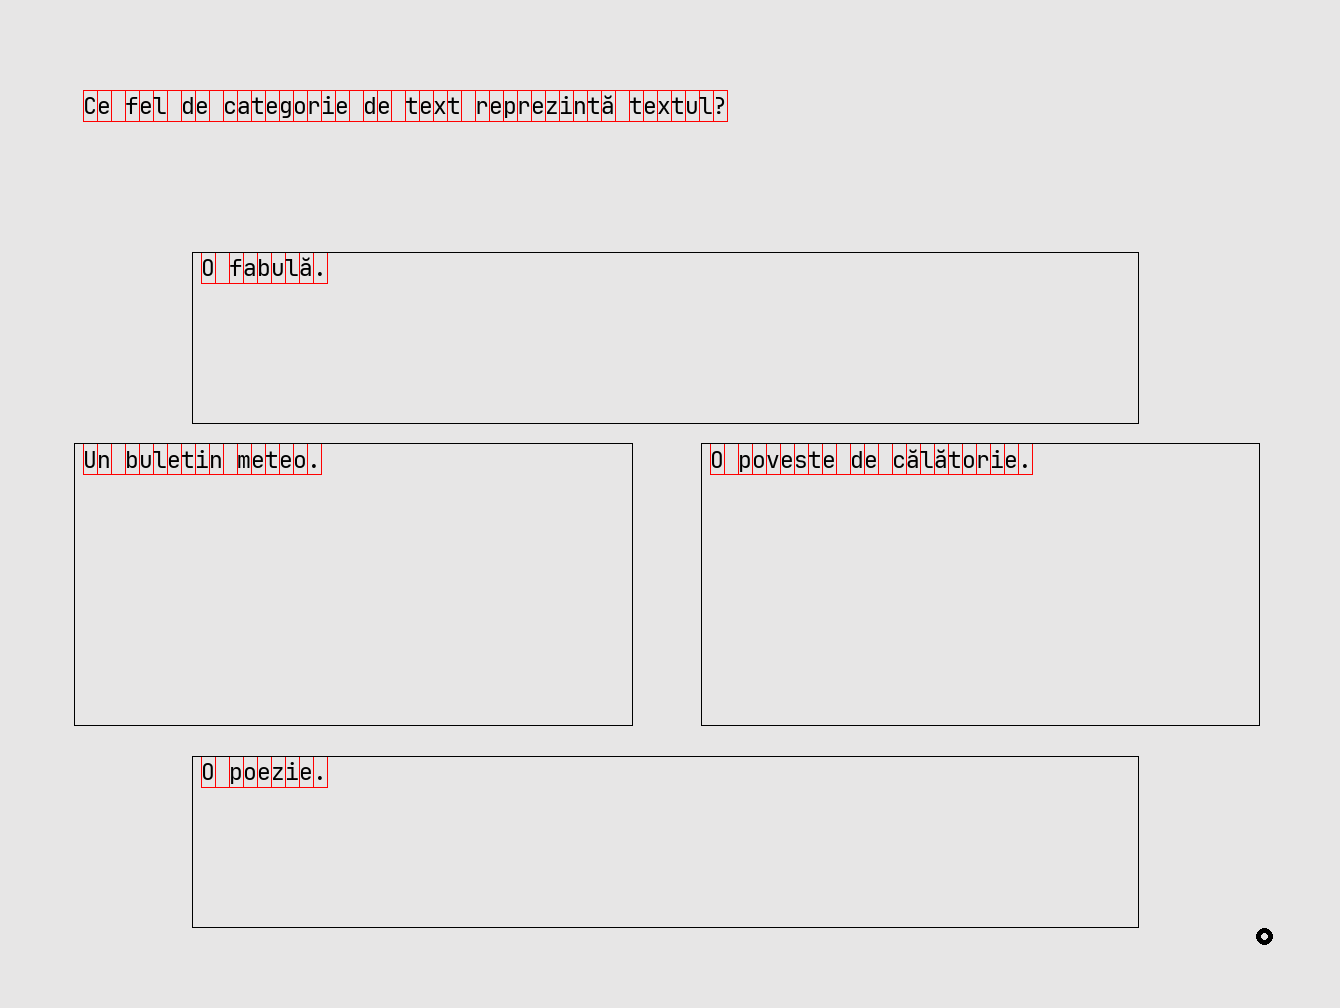 Ce fel de categorie de text reprezintă textul?
O fabulă.
Un buletin meteo.
O poveste de călătorie.
O poezie.